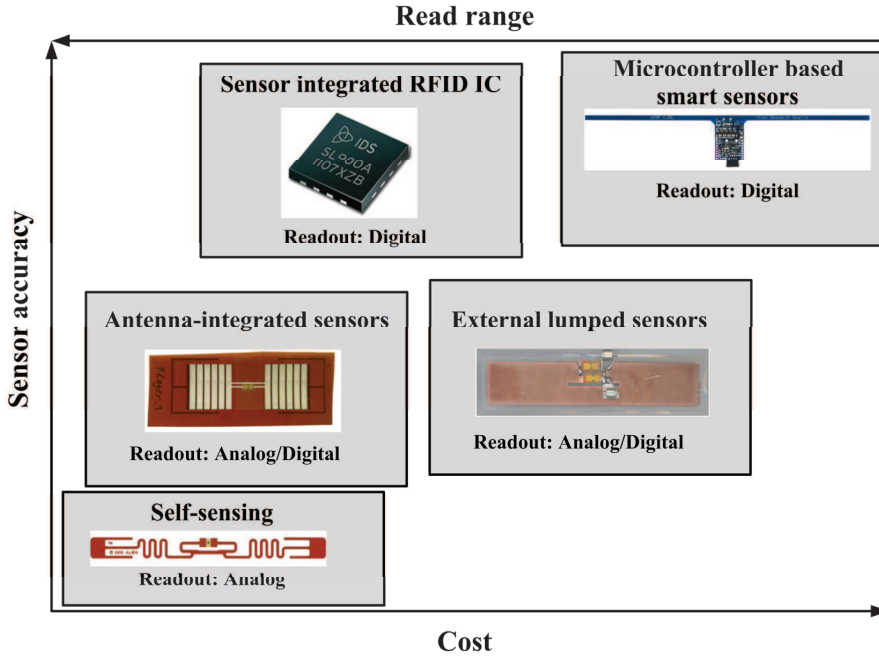 Read range
Sensor accuracy
Sensor integrated RFID IC
IDS
Readout: Digital
Microcontroller based
smart sensors
Readout: Digital
Antenna-integrated sensors
Readout: Analog/Digital
External lumped sensors
Readout: Analog/Digital
Self-sensing
Readout: Analog
Cost